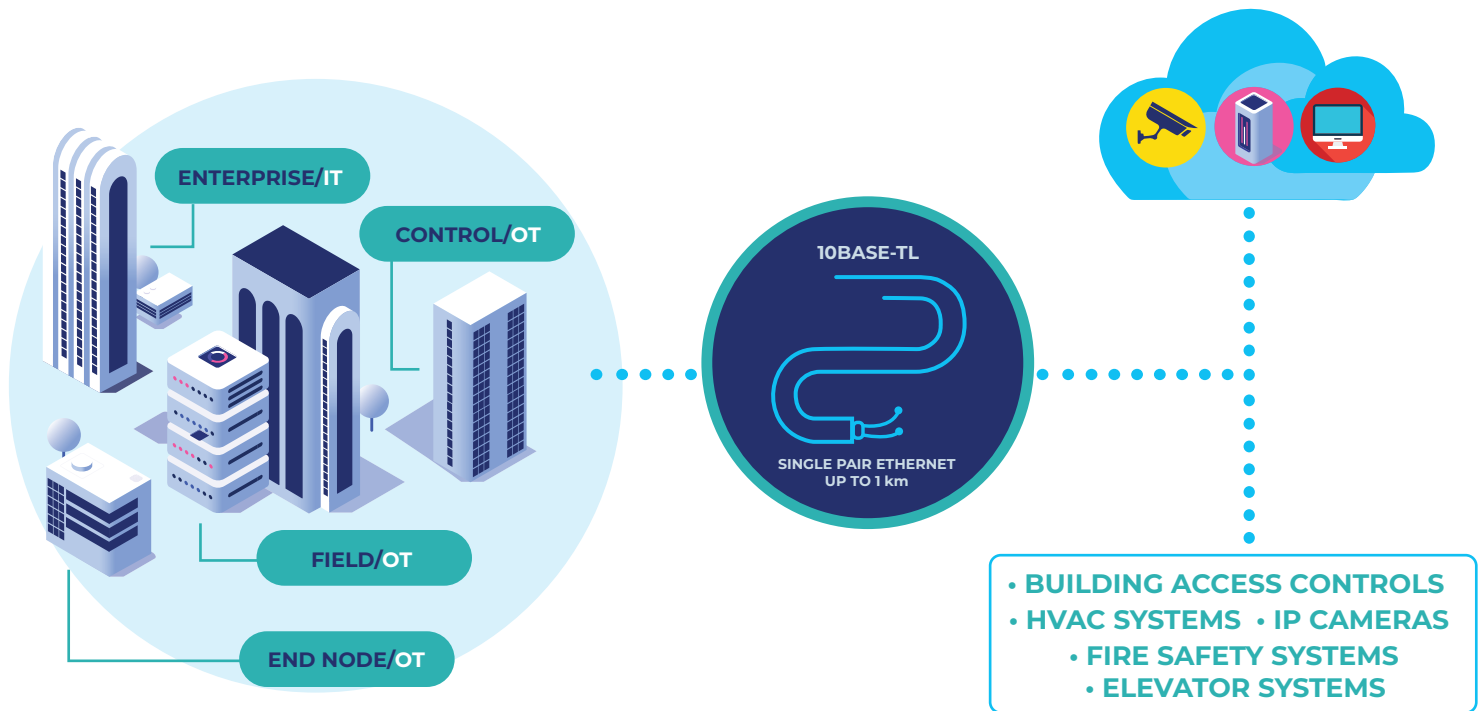 ENTERPRISE/IT
CONTROL/OT
FIELD/OT
END NODE/OT
10BASE-TL
SINGLE PAIR ETHERNET
UP TO 1 km
• BUILDING ACCESS CONTROLS
• HVAC SYSTEMS • IP CAMERAS
• FIRE SAFETY SYSTEMS
• ELEVATOR SYSTEMS